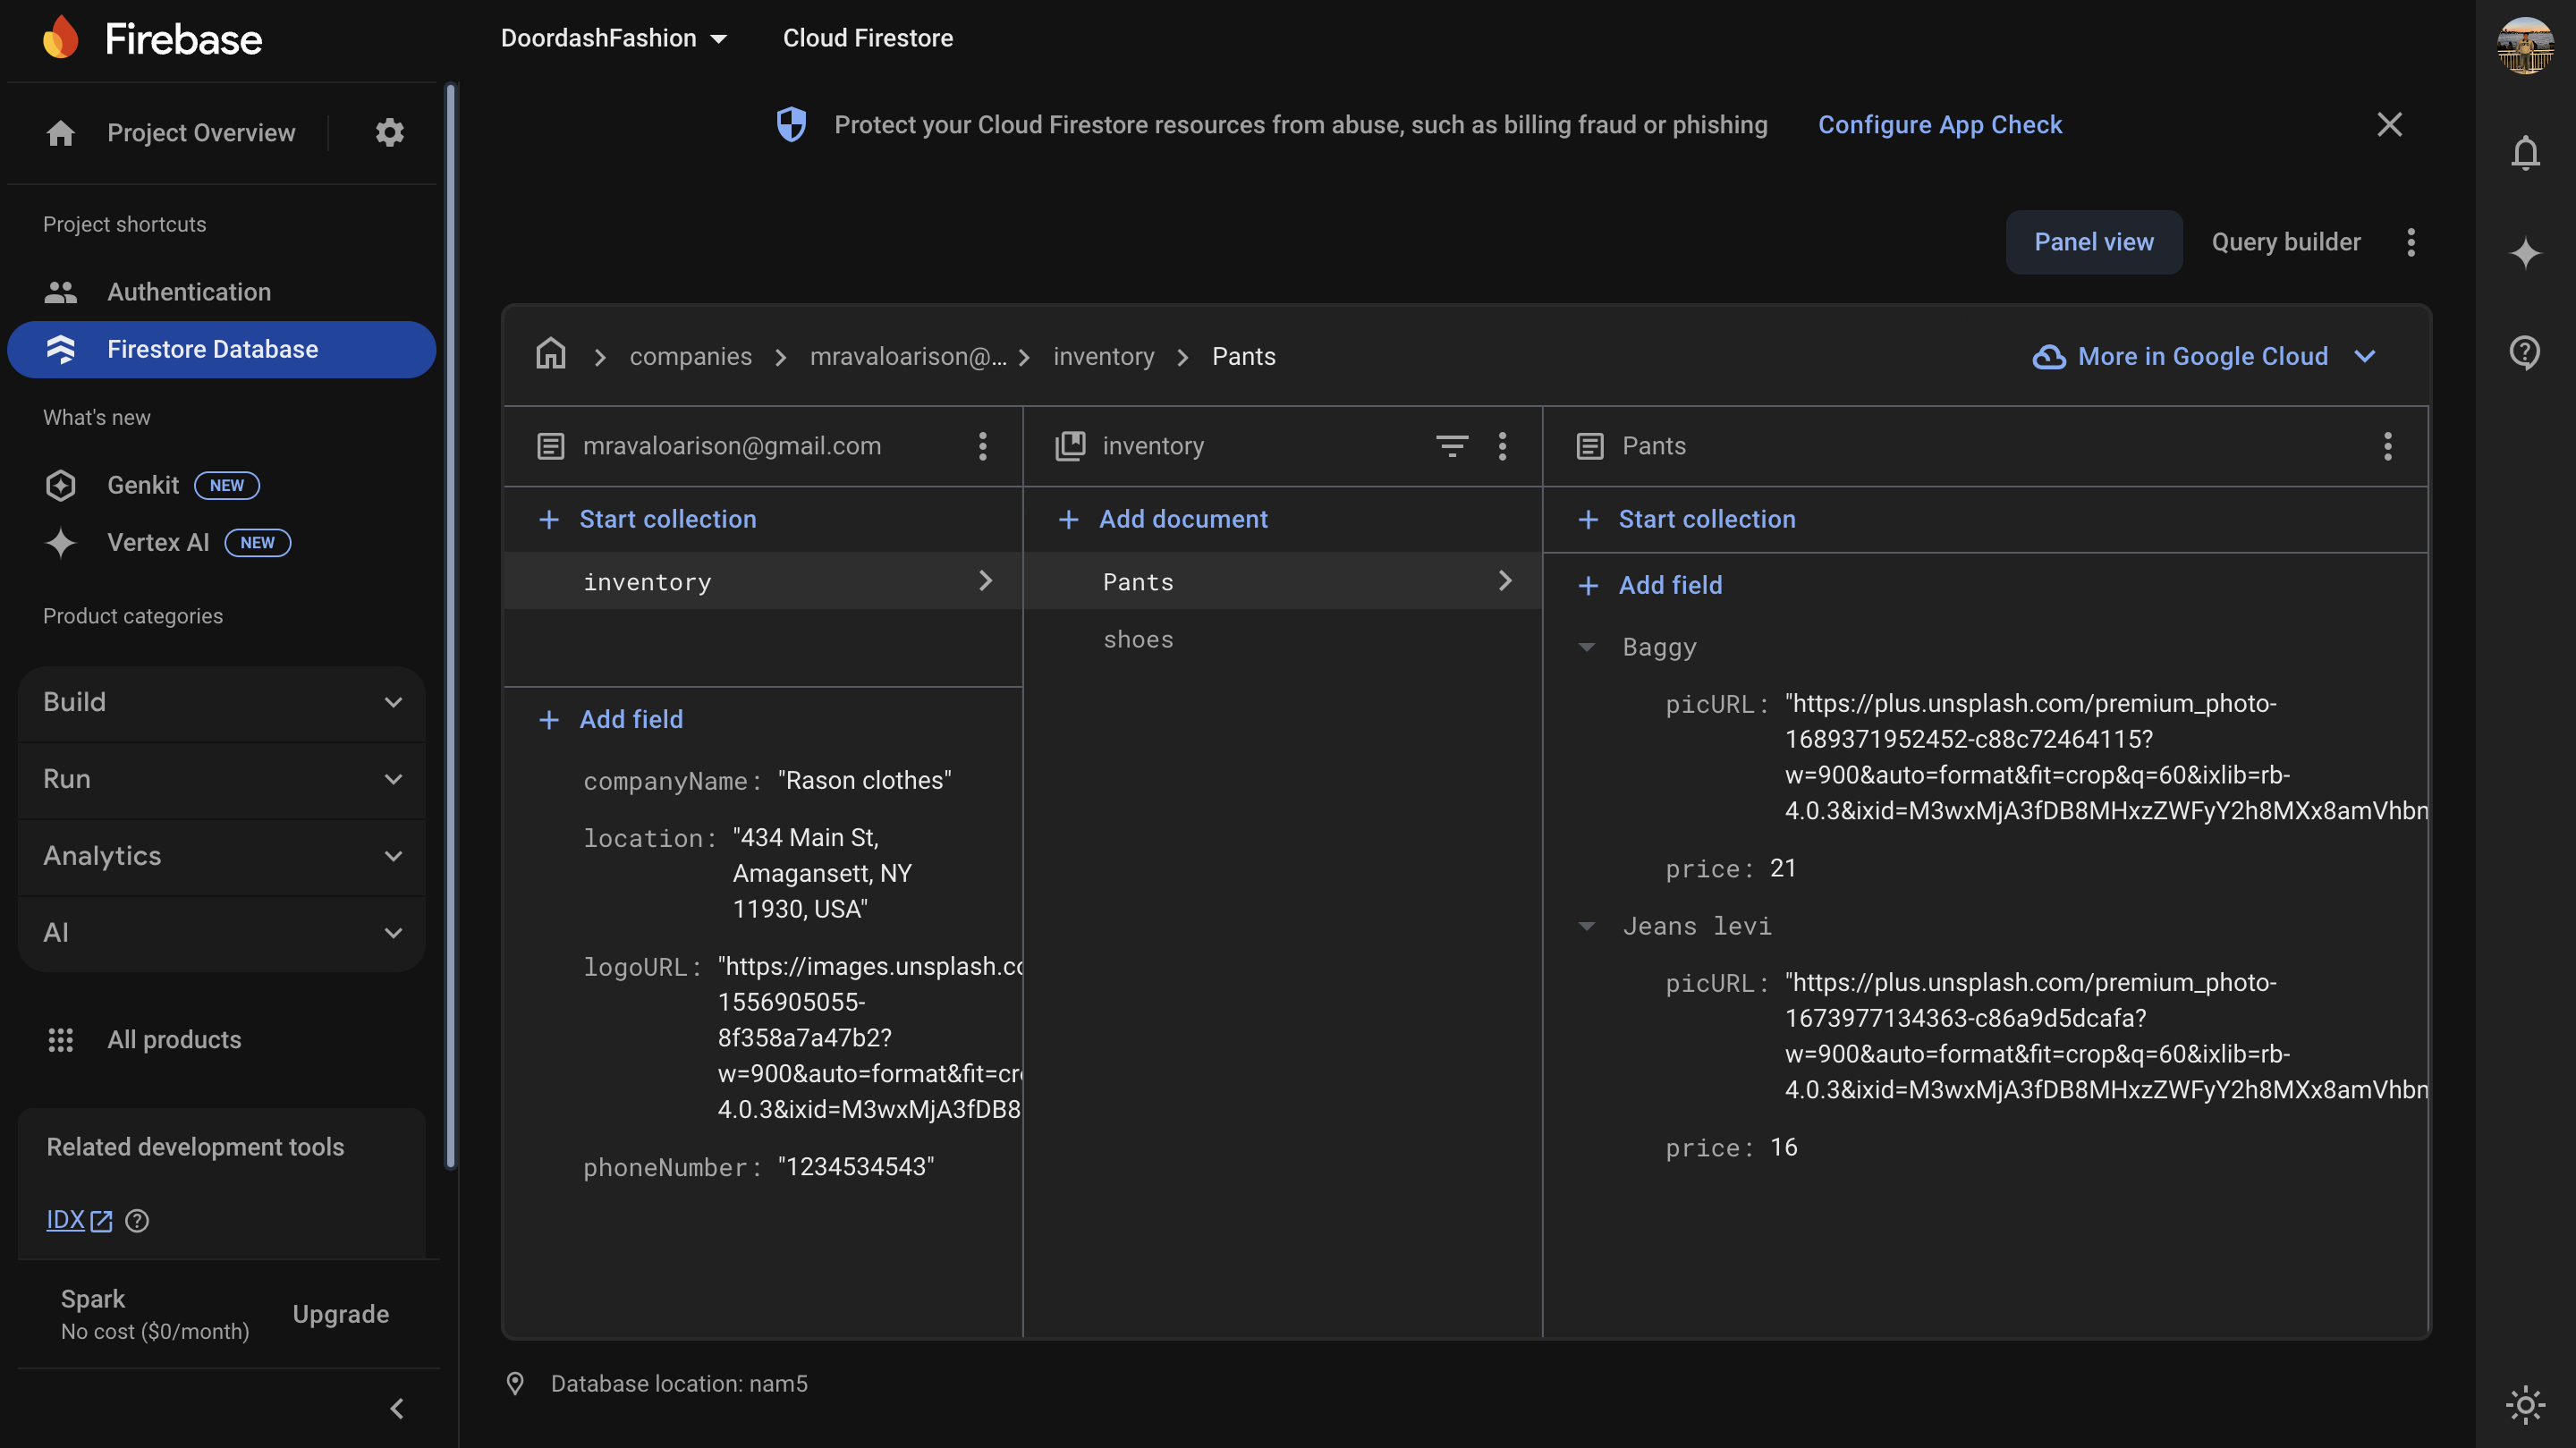 Firebase
DoordashFashion
Cloud Firestore
Project Overview
Protect your Cloud Firestore resources from abuse, such as billing fraud or phishing
Configure App Check
Project shortcuts
Authentication
Firestore Database
What's new
Genkit NEW
Vertex AI NEW
Product categories
Build
Run
Analytics
AI
All products
Related development tools
IDX
Spark
No cost ($0/month)
Upgrade
Panel view
Query builder
companies
mravaloarison@...
inventory
Pants
More in Google Cloud
mravaloarison@gmail.com
Start collection
inventory
Add field
companyName: "Rason clothes"
location: "434 Main St,
Amagansett, NY
11930, USA"
logoURL: "https://images.unsplash.co
1556905055-
8f358a7a47b2?
w=900&auto=format&fit=cr
4.0.3&ixid=M3wxMjA3fDB8
phoneNumber: "1234534543"
inventory
Add document
Pants
shoes
Pants
Start collection
Add field
Baggy
picURL: "https://plus.unsplash.com/premium_photo-
1689371952452-c88c72464115?
w=900&auto=format&fit=crop&q=60&ixlib=rb-
4.0.3&ixid=M3wxMjA3fDB8MHxzZWFyY2h8MXx8amVhbn
price: 21
Jeans levi
picURL: "https://plus.unsplash.com/premium_photo-
1673977134363-c86a9d5dcafa?
w=900&auto=format&fit=crop&q=60&ixlib=rb-
4.0.3&ixid=M3wxMjA3fDB8MHxzZWFyY2h8MXx8amVhbn
price: 16
Database location: nam5